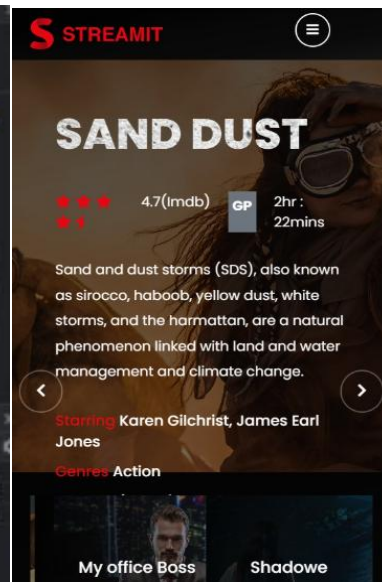 STREAMIT
SAND DUST
4.7(Imdb) GP 2hr :
22mins
Sand and dust storms (SDS), also known
as sirocco, haboob, yellow dust, white
storms, and the harmattan, are a natural
phenomenon linked with land and water
management and climate change.
Starring Karen Gilchrist, James Earl
Jones
Genres Action
My office Boss Shadowe